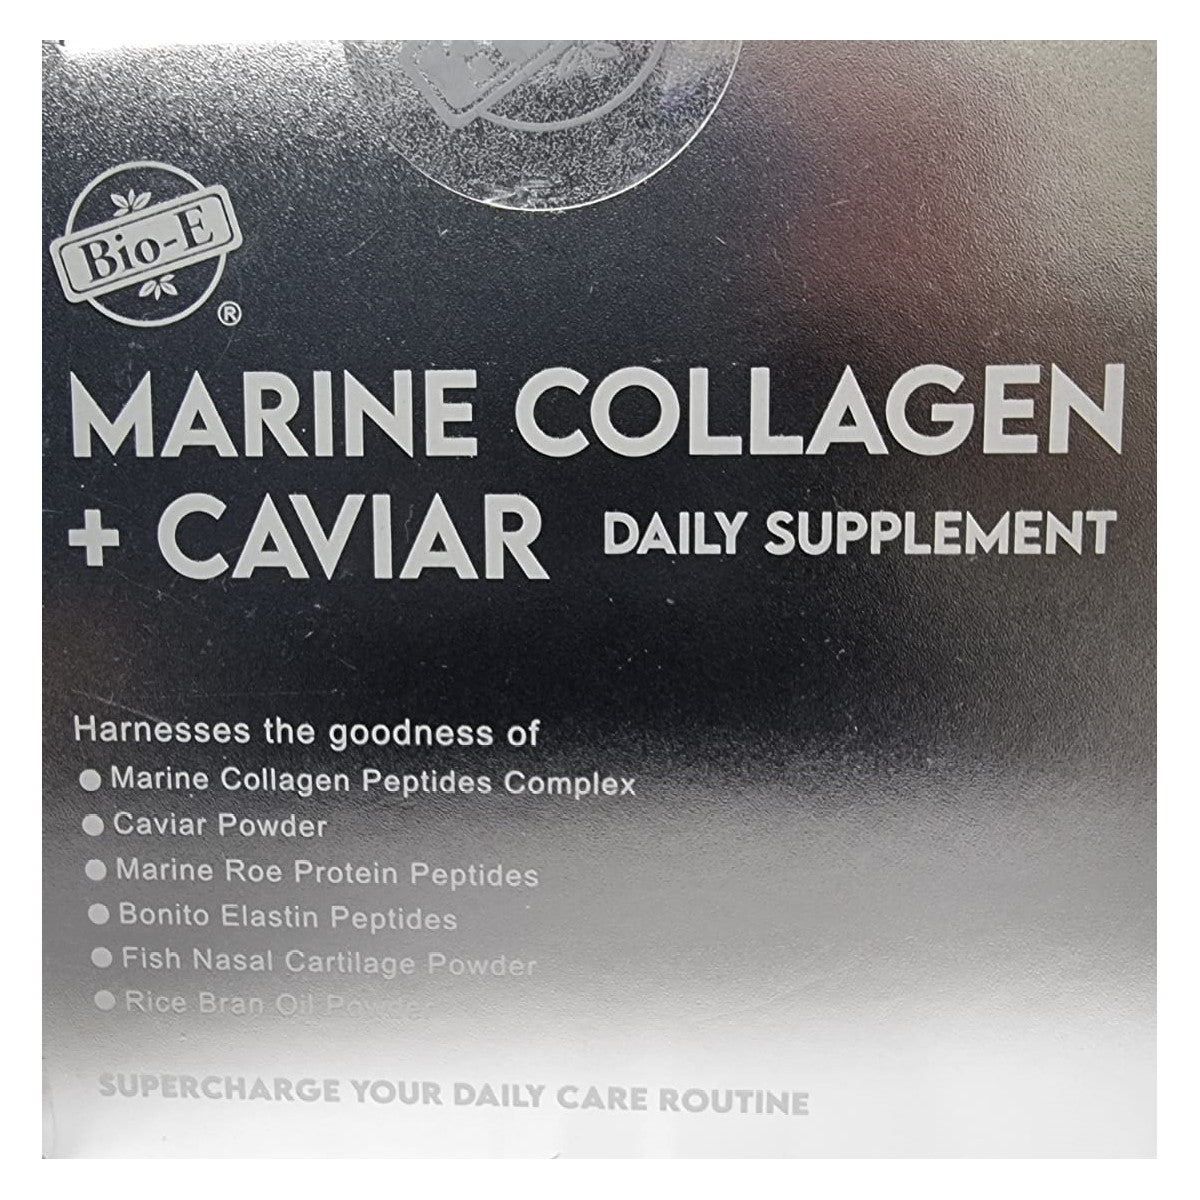 Bio-E
®
MARINE COLLAGEN
+ CAVIAR DAILY SUPPLEMENT
Harnesses the goodness of
● Marine Collagen Peptides Complex
● Caviar Powder
● Marine Roe Protein Peptides
● Bonito Elastin Peptides
● Fish Nasal Cartilage Powder
● Rice Bran Oil Powder
SUPERCHARGE YOUR DAILY CARE ROUTINE